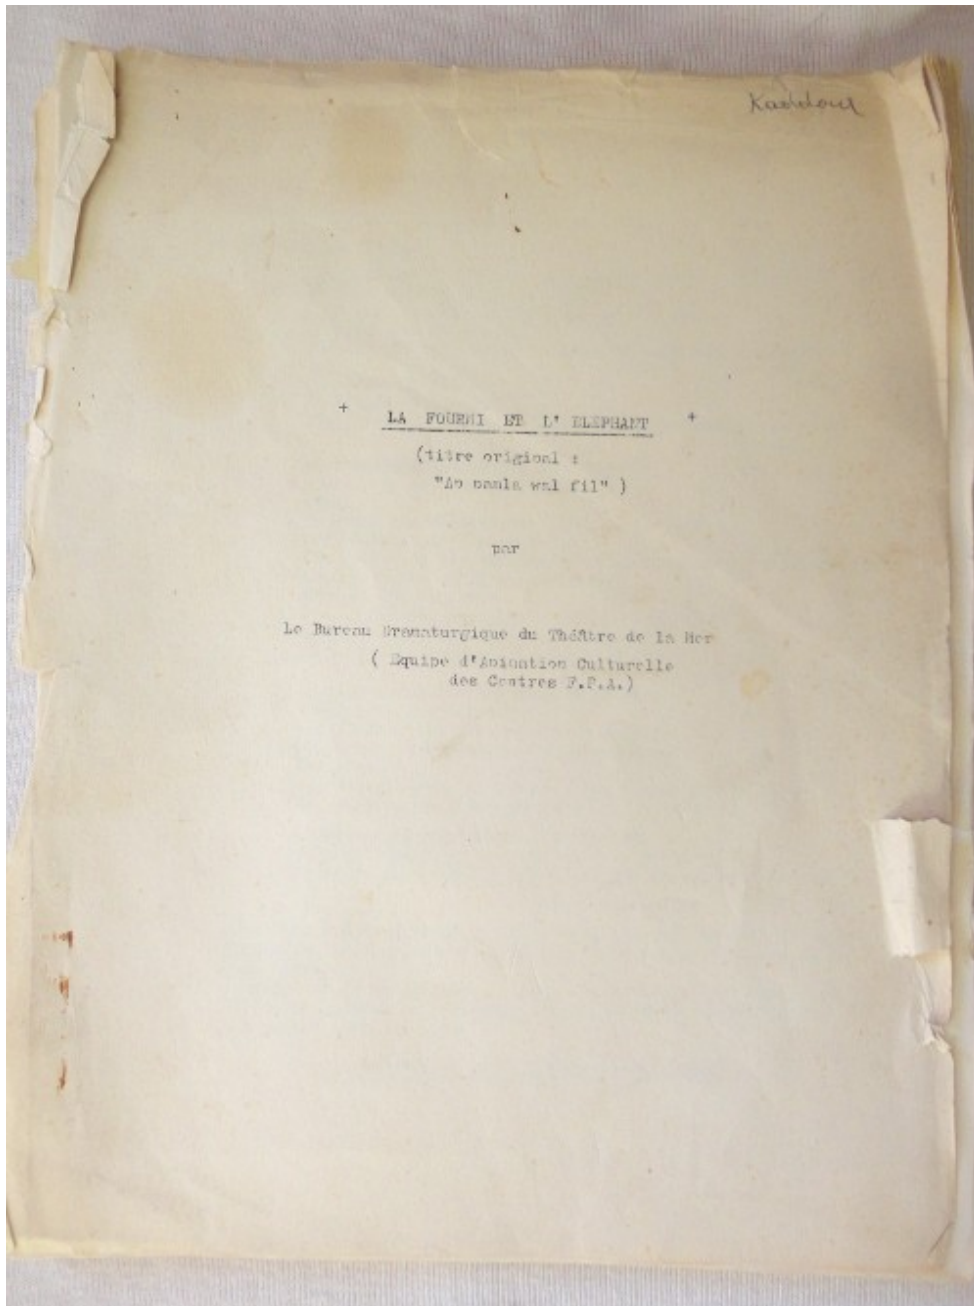 Kaddour
+ LA FOURMI ET L' ELEPHANT +
(titre original :
"An namla wal fil" )
par
Le Bureau Dramaturgique du Théâtre de la Mer
( Equipe d'Animation Culturelle
des Centres F.P.A.)